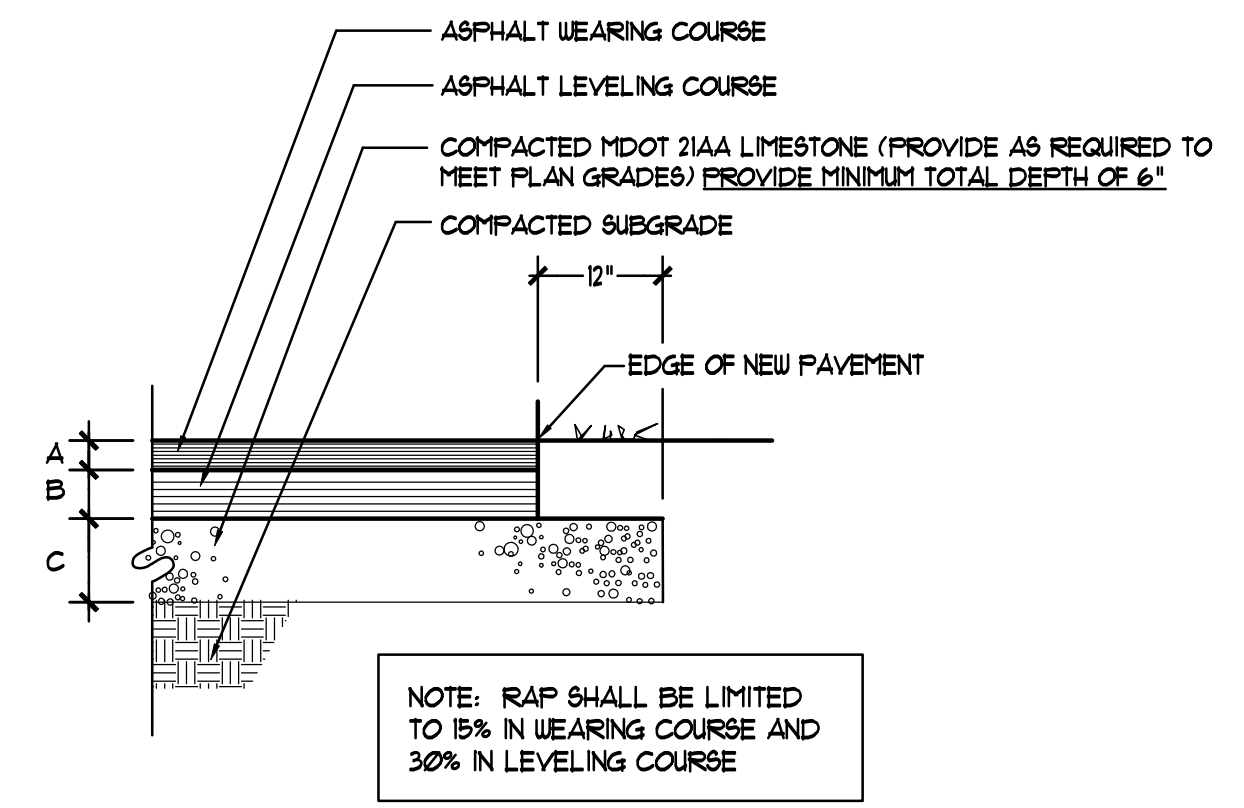 ASPHALT WEARING COURSE
ASPHALT LEVELING COURSE
COMPACTED MDOT 21AA LIMESTONE (PROVIDE AS REQUIRED TO
MEET PLAN GRADES) PROVIDE MINIMUM TOTAL DEPTH OF 6"
COMPACTED SUBGRADE
12"
EDGE OF NEW PAVEMENT
A
B
C
NOTE: RAP SHALL BE LIMITED
TO 15% IN WEARING COURSE AND
30% IN LEVELING COURSE